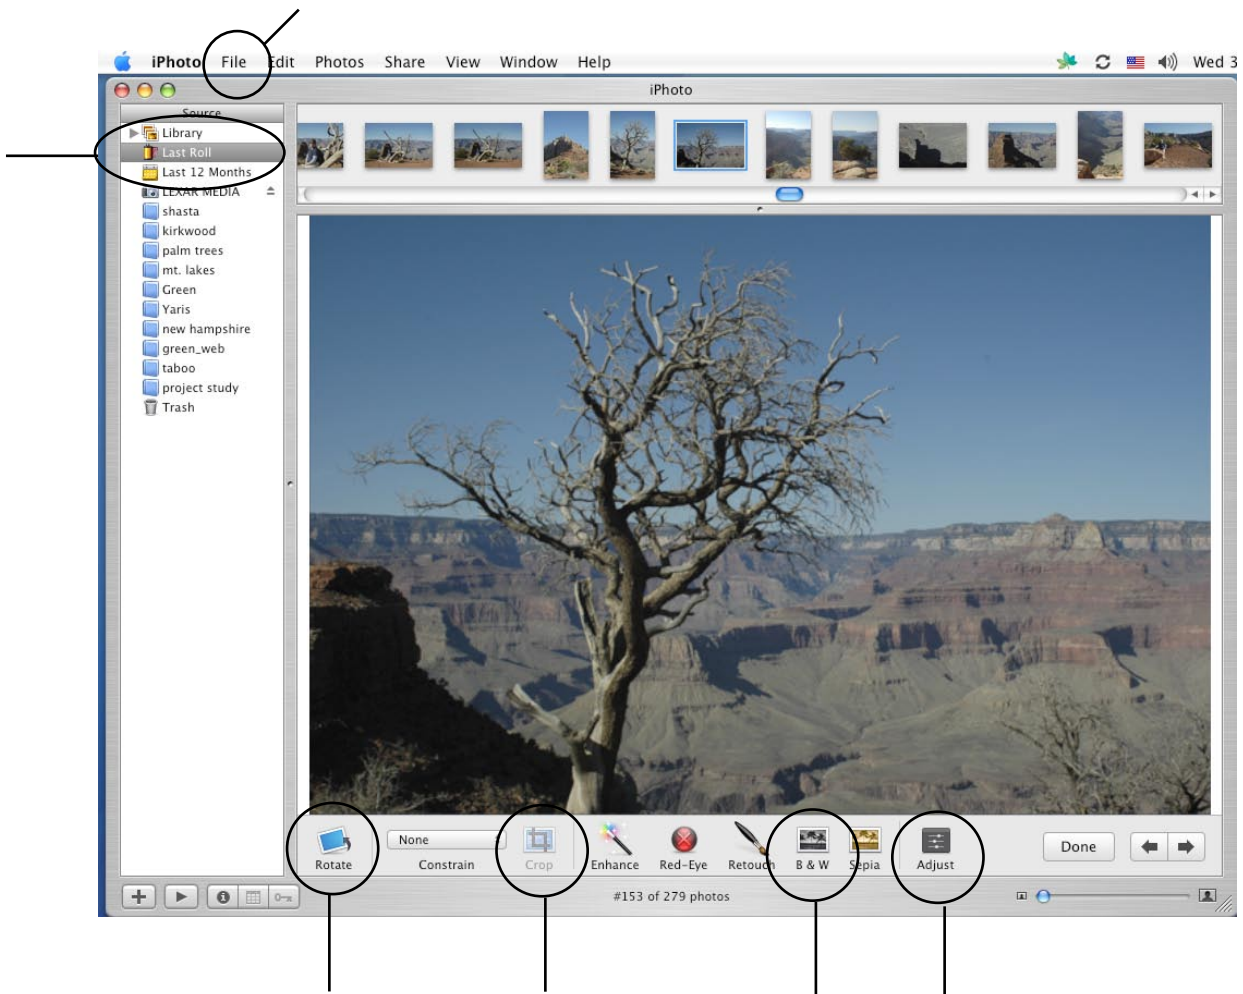 iPhoto File Edit Photos Share View Window Help Wed 3
iPhoto
Source
Library
Last Roll
Last 12 Months
LEXAR MEDIA
shasta
kirkwood
palm trees
mt. lakes
Green
Yaris
new hampshire
green_web
taboo
project study
Trash
None
Rotate Constrain Crop Enhance Red-Eye Retouch B & W Sepia Adjust Done
#153 of 279 photos